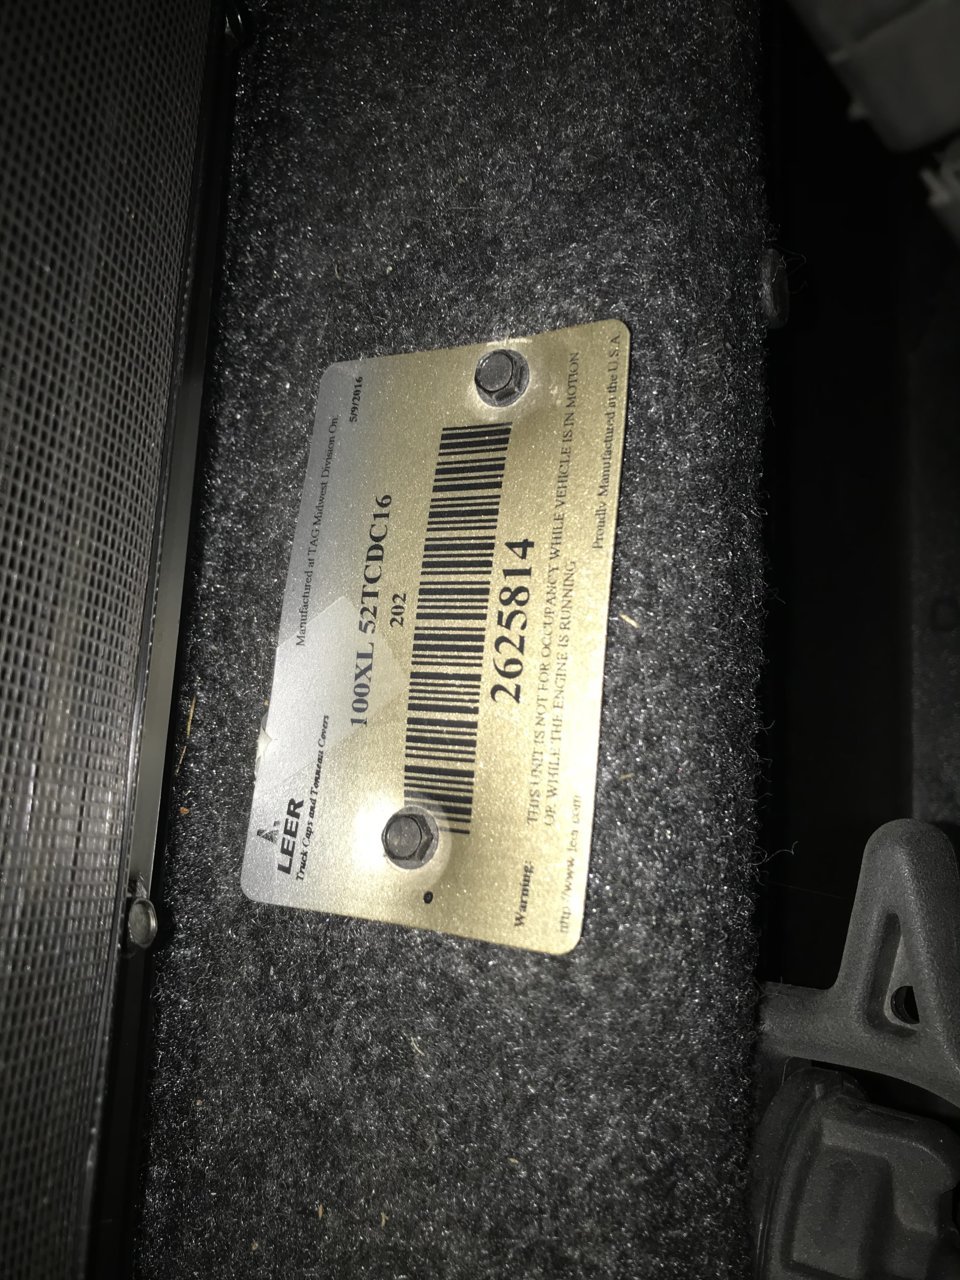 LEER
Truck Caps and Tonneau Covers
Manufactured at TAG Midwest Division On:
5/9/2016
100XL 52TCDC16
202
2625814
Warning:
THIS UNIT IS NOT FOR OCCUPANCY WHILE VEHICLE IS IN MOTION
OR WHILE THE ENGINE IS RUNNING
http://www.leer.com
Proudly Manufactured in the U.S.A